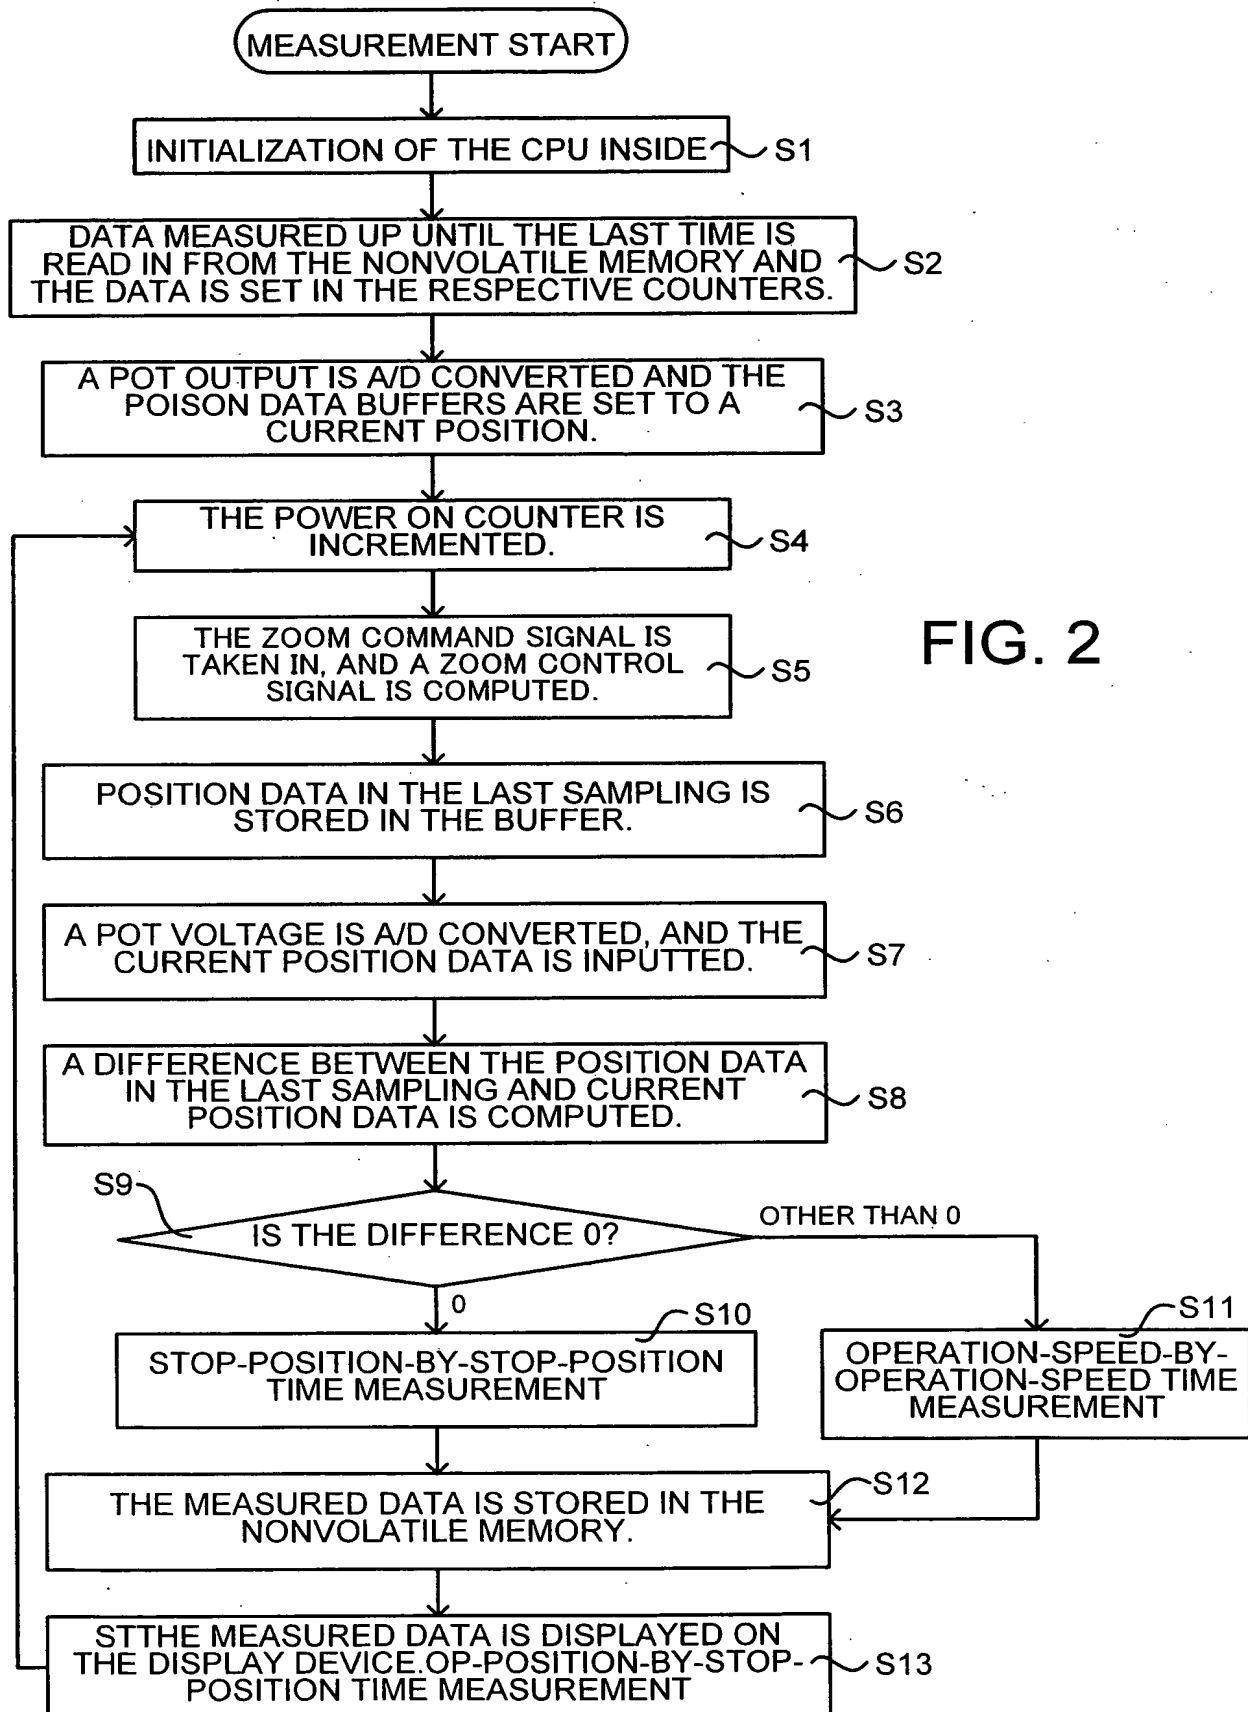 MEASUREMENT START
INITIALIZATION OF THE CPU INSIDE
S1
DATA MEASURED UP UNTIL THE LAST TIME IS
READ IN FROM THE NONVOLATILE MEMORY AND
THE DATA IS SET IN THE RESPECTIVE COUNTERS.
S2
A POT OUTPUT IS A/D CONVERTED AND THE
POISON DATA BUFFERS ARE SET TO A
CURRENT POSITION.
S3
THE POWER ON COUNTER IS
INCREMENTED.
S4
THE ZOOM COMMAND SIGNAL IS
TAKEN IN, AND A ZOOM CONTROL
SIGNAL IS COMPUTED.
S5
FIG. 2
POSITION DATA IN THE LAST SAMPLING IS
STORED IN THE BUFFER.
S6
A POT VOLTAGE IS A/D CONVERTED, AND THE
CURRENT POSITION DATA IS INPUTTED.
S7
A DIFFERENCE BETWEEN THE POSITION DATA
IN THE LAST SAMPLING AND CURRENT
POSITION DATA IS COMPUTED.
S8
S9
IS THE DIFFERENCE 0?
OTHER THAN 0
0
S10
STOP-POSITION-BY-STOP-POSITION
TIME MEASUREMENT
S11
OPERATION-SPEED-BY-
OPERATION-SPEED TIME
MEASUREMENT
S12
THE MEASURED DATA IS STORED IN THE
NONVOLATILE MEMORY.
STTHE MEASURED DATA IS DISPLAYED ON
THE DISPLAY DEVICE.OP-POSITION-BY-STOP-
POSITION TIME MEASUREMENT
S13